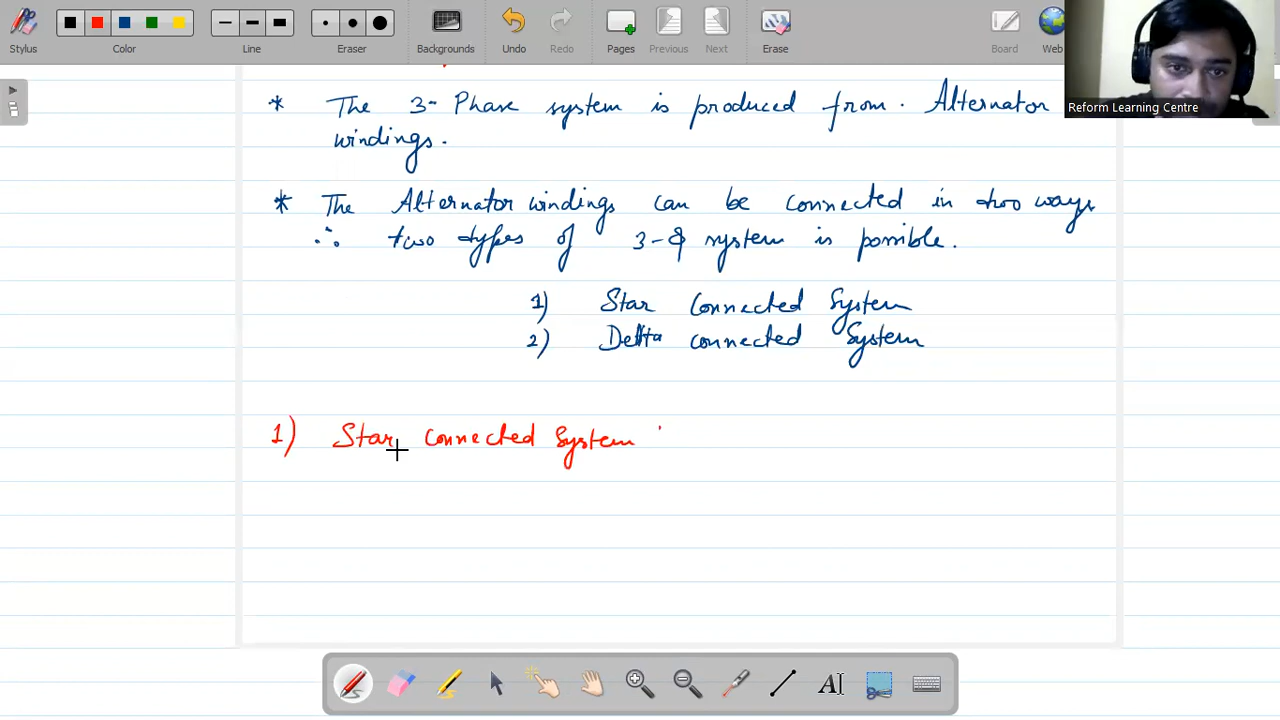 Stylus Color Line Eraser Backgrounds Undo Redo Pages Previous Next Erase Board Web
Reform Learning Centre
* The 3-Phase system is produced from. Alternator
windings.
* The Alternator windings can be connected in two ways
∴ two types of 3-ϕ system is possible.
1) Star Connected System
2) Delta connected System
1) Star Connected System